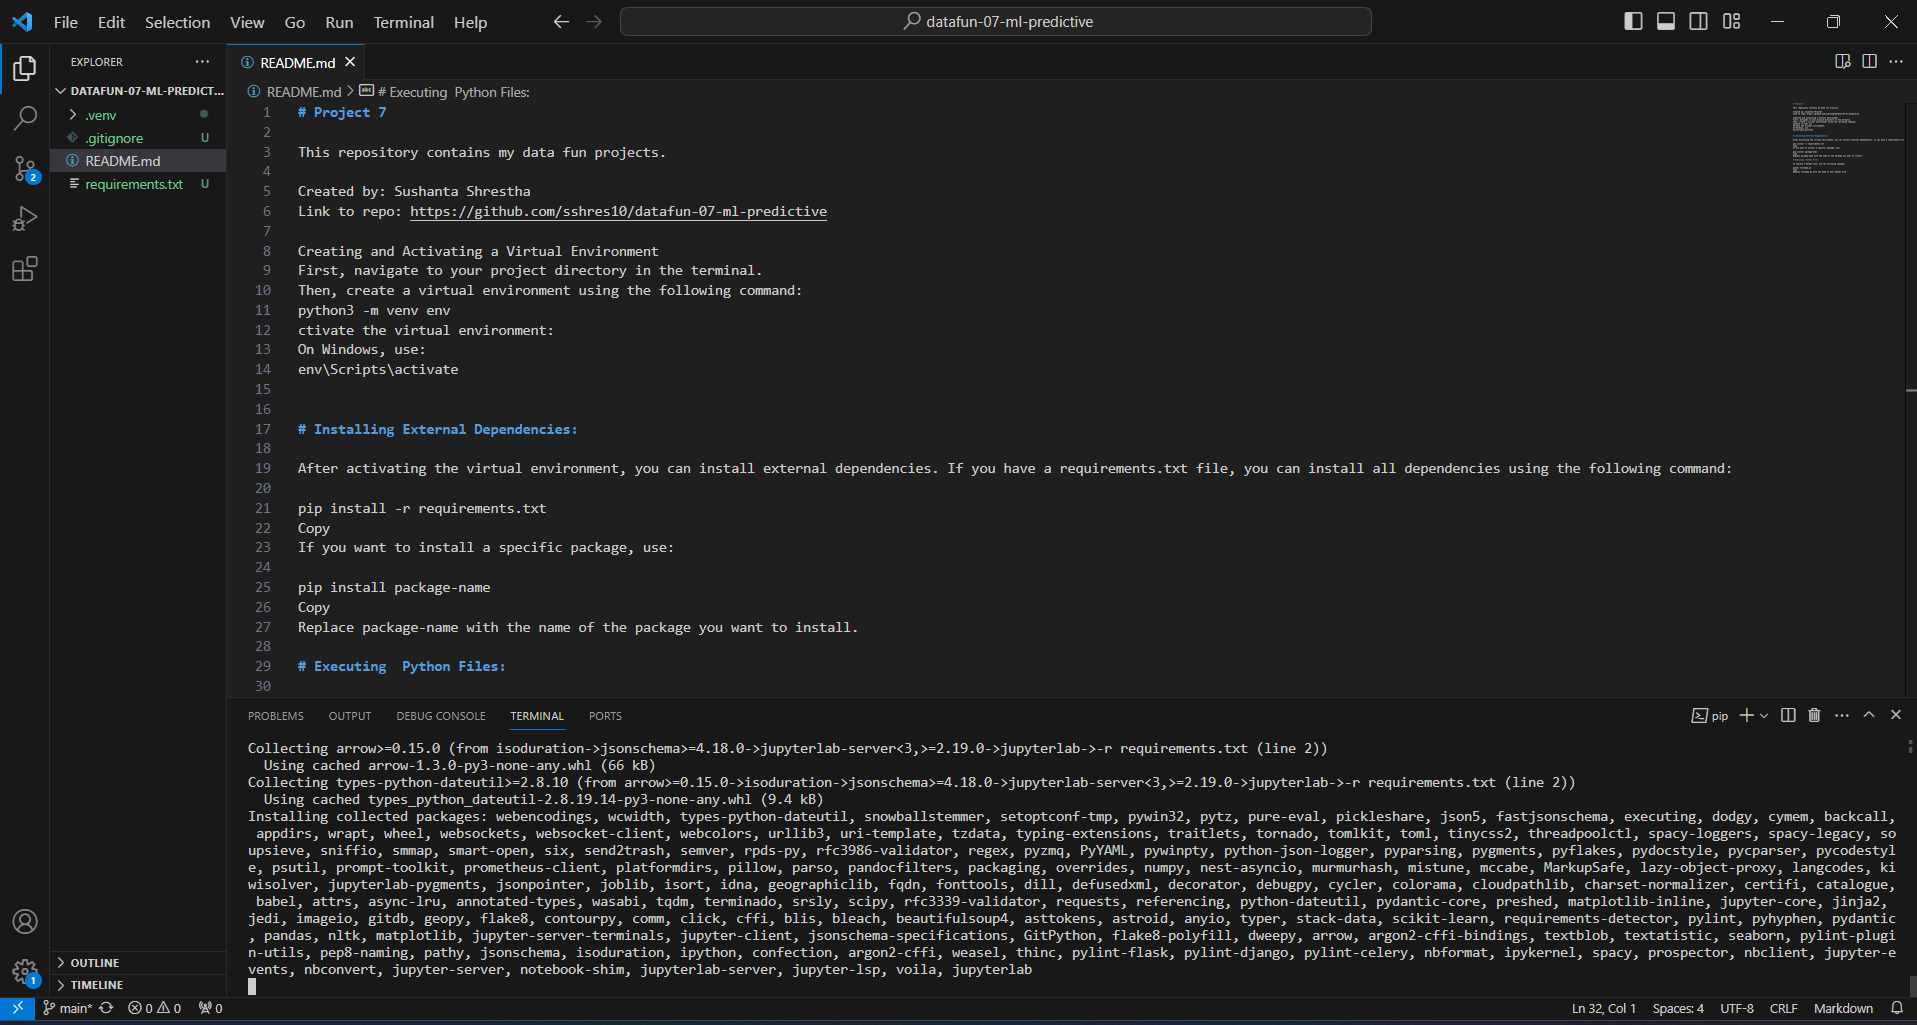 File Edit Selection View Go Run Terminal Help
datafun-07-ml-predictive
EXPLORER
README.md
DATAFUN-07-ML-PREDICT...
.venv
.gitignore U
README.md
requirements.txt U
2
README.md > # Executing Python Files:
1 # Project 7
2
3 This repository contains my data fun projects.
4
5 Created by: Sushanta Shrestha
6 Link to repo: https://github.com/sshres10/datafun-07-ml-predictive
7
8 Creating and Activating a Virtual Environment
9 First, navigate to your project directory in the terminal.
10 Then, create a virtual environment using the following command:
11 python3 -m venv env
12 ctivate the virtual environment:
13 On Windows, use:
14 env\Scripts\activate
15
16
17 # Installing External Dependencies:
18
19 After activating the virtual environment, you can install external dependencies. If you have a requirements.txt file, you can install all dependencies using the following command:
20
21 pip install -r requirements.txt
22 Copy
23 If you want to install a specific package, use:
24
25 pip install package-name
26 Copy
27 Replace package-name with the name of the package you want to install.
28
29 # Executing  Python Files:
30
PROBLEMS OUTPUT DEBUG CONSOLE TERMINAL PORTS
pip
Collecting arrow>=0.15.0 (from isoduration->jsonschema>=4.18.0->jupyterlab-server<3,>=2.19.0->jupyterlab->-r requirements.txt (line 2))
Using cached arrow-1.3.0-py3-none-any.whl (66 kB)
Collecting types-python-dateutil>=2.8.10 (from arrow>=0.15.0->isoduration->jsonschema>=4.18.0->jupyterlab-server<3,>=2.19.0->jupyterlab->-r requirements.txt (line 2))
Using cached types_python_dateutil-2.8.19.14-py3-none-any.whl (9.4 kB)
Installing collected packages: webencodings, wcwidth, types-python-dateutil, snowballstemmer, setoptconf-tmp, pywin32, pytz, pure-eval, pickleshare, json5, fastjsonschema, executing, dodgy, cymem, backcall,
appdirs, wrapt, wheel, websockets, websocket-client, webcolors, urllib3, uri-template, tzdata, typing-extensions, traitlets, tornado, tomlkit, toml, tinycss2, threadpoolctl, spacy-loggers, spacy-legacy, so
upsieve, sniffio, smmap, smart-open, six, send2trash, semver, rpds-py, rfc3986-validator, regex, pyzmq, PyYAML, pywinpty, python-json-logger, pyparsing, pygments, pyflakes, pydocstyle, pycparser, pycodestyl
e, psutil, prompt-toolkit, prometheus-client, platformdirs, pillow, parso, pandocfilters, packaging, overrides, numpy, nest-asyncio, murmurhash, mistune, mccabe, MarkupSafe, lazy-object-proxy, langcodes, ki
wisolver, jupyterlab-pygments, jsonpointer, joblib, isort, idna, geographiclib, fqdn, fonttools, dill, defusedxml, decorator, debugpy, cycler, colorama, cloudpathlib, charset-normalizer, certifi, catalogue,
babel, attrs, async-lru, annotated-types, wasabi, tqdm, terminado, srsly, scipy, rfc3339-validator, requests, referencing, python-dateutil, pydantic-core, preshed, matplotlib-inline, jupyter-core, jinja2,
jedi, imageio, gitdb, geopy, flake8, contourpy, comm, click, cffi, blis, bleach, beautifulsoup4, asttokens, astroid, anyio, typer, stack-data, scikit-learn, requirements-detector, pylint, pyhyphen, pydantic
, pandas, nltk, matplotlib, jupyter-server-terminals, jupyter-client, jsonschema-specifications, GitPython, flake8-polyfill, dweepy, arrow, argon2-cffi-bindings, textblob, textatistic, seaborn, pylint-plugi
n-utils, pep8-naming, pathy, jsonschema, isoduration, ipython, confection, argon2-cffi, weasel, thinc, pylint-flask, pylint-django, pylint-celery, nbformat, ipykernel, spacy, prospector, nbclient, jupyter-e
vents, nbconvert, jupyter-server, notebook-shim, jupyterlab-server, jupyter-lsp, voila, jupyterlab
OUTLINE
TIMELINE
1
main* 0 0 0
Ln 32, Col 1 Spaces: 4 UTF-8 CRLF Markdown